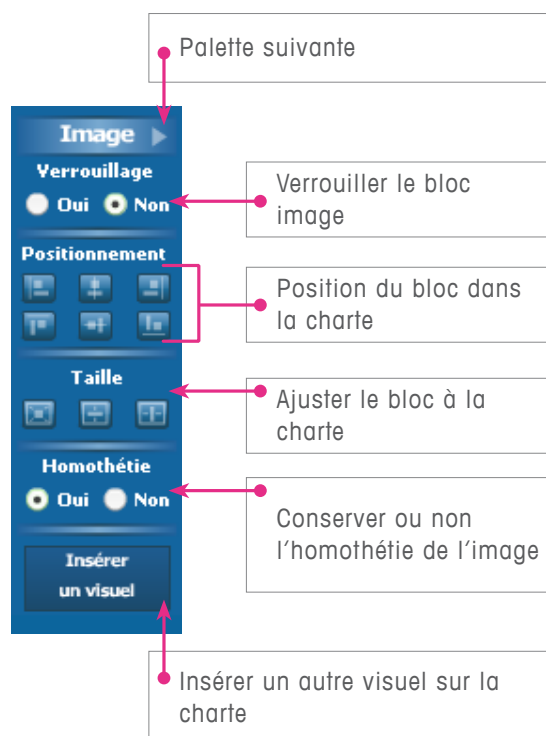 Palette suivante
Image
Verrouillage
Oui Non
Verrouiller le bloc
image
Positionnement
Position du bloc dans
la charte
Taille
Ajuster le bloc à la
charte
Homothétie
Oui Non
Conserver ou non
l'homothétie de l'image
Insérer
un visuel
Insérer un autre visuel sur la
charte